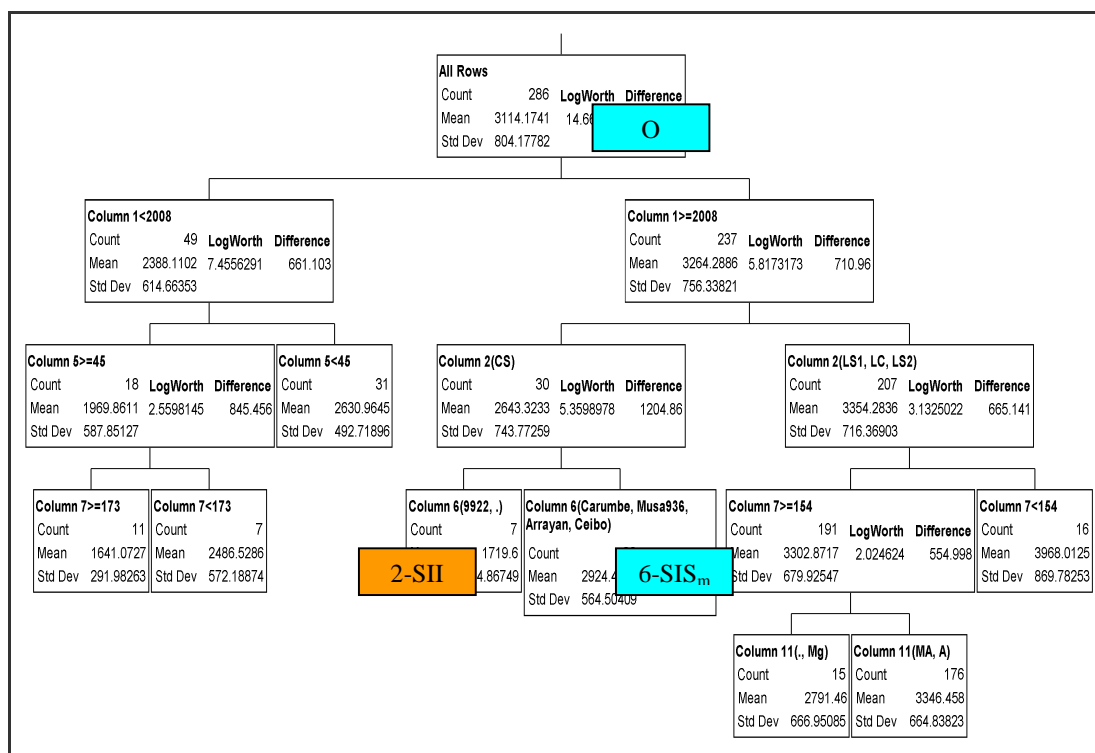 All Rows
Count 286 LogWorth Difference
Mean 3114.1741
Std Dev 804.17782
O
Column 1<2008
Count 49 LogWorth Difference
Mean 2388.1102 7.4556291 661.103
Std Dev 614.66353
Column 1>=2008
Count 237 LogWorth Difference
Mean 3264.2886 5.8173173 710.96
Std Dev 756.33821
Column 5>=45
Count 18 LogWorth Difference
Mean 1969.8611 2.5598145 845.456
Std Dev 587.85127
Column 5<45
Count 31
Mean 2630.9645
Std Dev 492.71896
Column 2(CS)
Count 30 LogWorth Difference
Mean 2643.3233 5.3598978 1204.86
Std Dev 743.77259
Column 2(LS1, LC, LS2)
Count 207 LogWorth Difference
Mean 3354.2836 3.1325022 665.141
Std Dev 716.36903
Column 7>=173
Count 11
Mean 1641.0727
Std Dev 291.98263
Column 7<173
Count 7
Mean 2486.5286
Std Dev 572.18874
Column 6(9922, .)
Count 7
1719.6
2-SII
Column 6(Carumbe, Musa936,
Arrayan, Ceibo)
Count
Mean
Std Dev 564.50409
6-SISm
Column 7>=154
Count 191 LogWorth Difference
Mean 3302.8717 2.024624 554.998
Std Dev 679.92547
Column 7<154
Count 16
Mean 3968.0125
Std Dev 869.78253
Column 11(., Mg)
Count 15
Mean 2791.46
Std Dev 666.95085
Column 11(MA, A)
Count 176
Mean 3346.458
Std Dev 664.83823